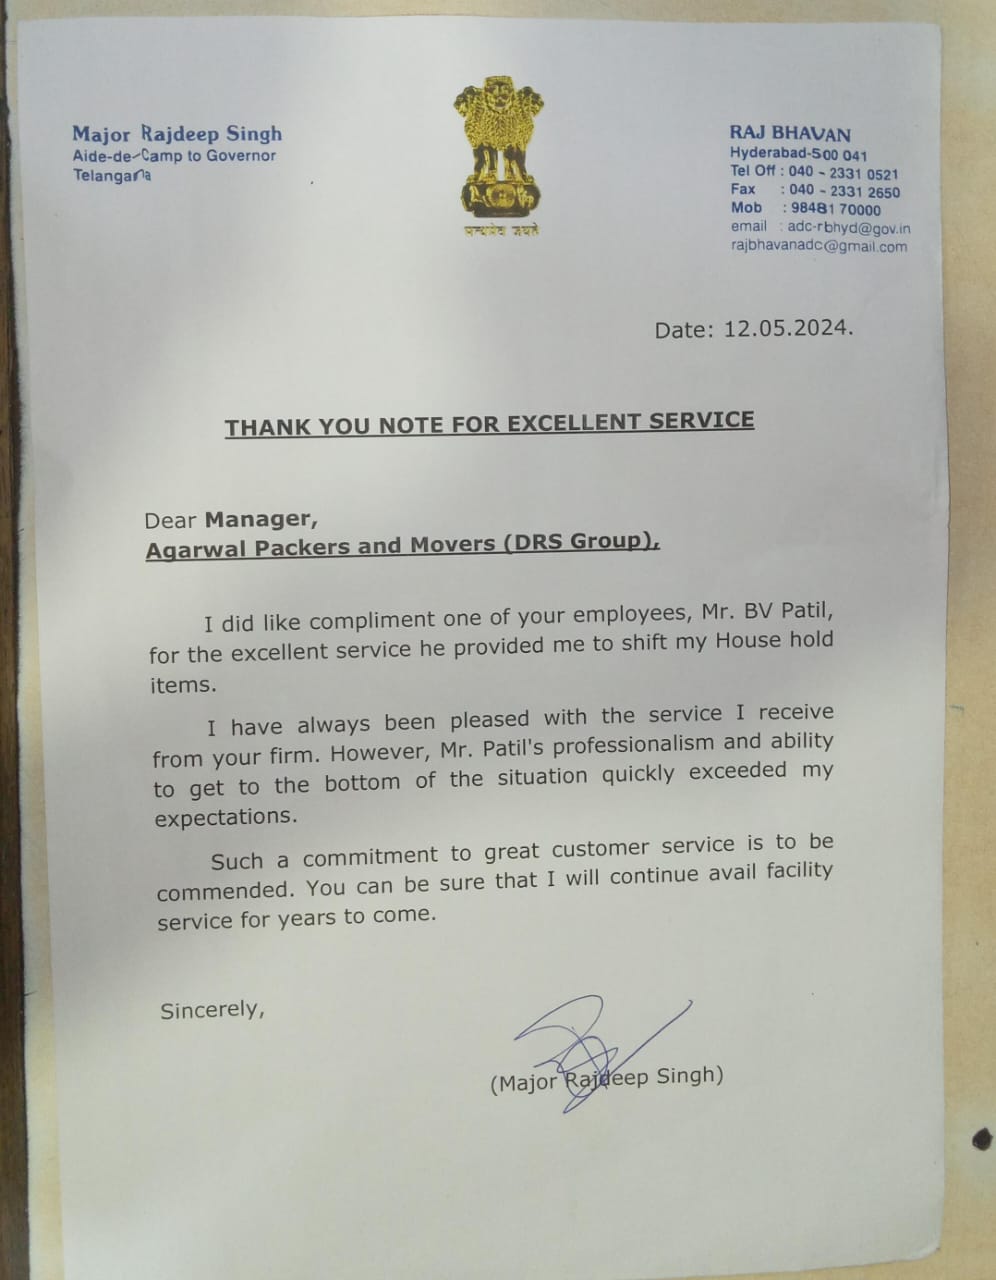 Major Rajdeep Singh
Aide-de-Camp to Governor
Telangana
सत्यमेव जयते
RAJ BHAVAN
Hyderabad-500 041
Tel Off : 040 - 2331 0521
Fax : 040 - 2331 2650
Mob : 98481 70000
email : adc-rbhyd@gov.in
rajbhavanadc@gmail.com
Date: 12.05.2024.
THANK YOU NOTE FOR EXCELLENT SERVICE
Dear Manager,
Agarwal Packers and Movers (DRS Group),
I did like compliment one of your employees, Mr. BV Patil,
for the excellent service he provided me to shift my House hold
items.
I have always been pleased with the service I receive
from your firm. However, Mr. Patil's professionalism and ability
to get to the bottom of the situation quickly exceeded my
expectations.
Such a commitment to great customer service is to be
commended. You can be sure that I will continue avail facility
service for years to come.
Sincerely,
(Major Rajdeep Singh)